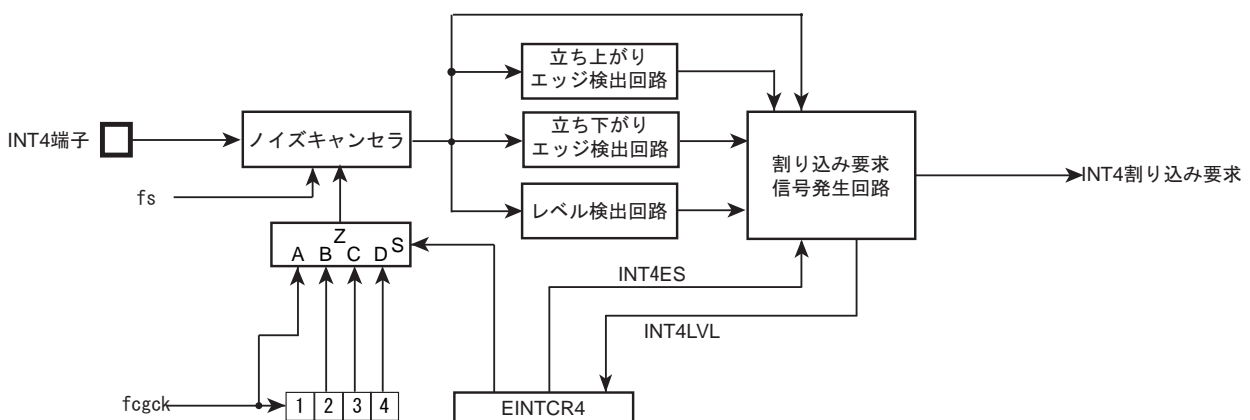 立ち上がり
エッジ検出回路
INT4端子
ノイズキャンセラ
立ち下がり
エッジ検出回路
割り込み要求
信号発生回路
INT4割り込み要求
fs
レベル検出回路
Z
S
A B C D
INT4ES
INT4LVL
fcgck
1 2 3 4
EINTCR4